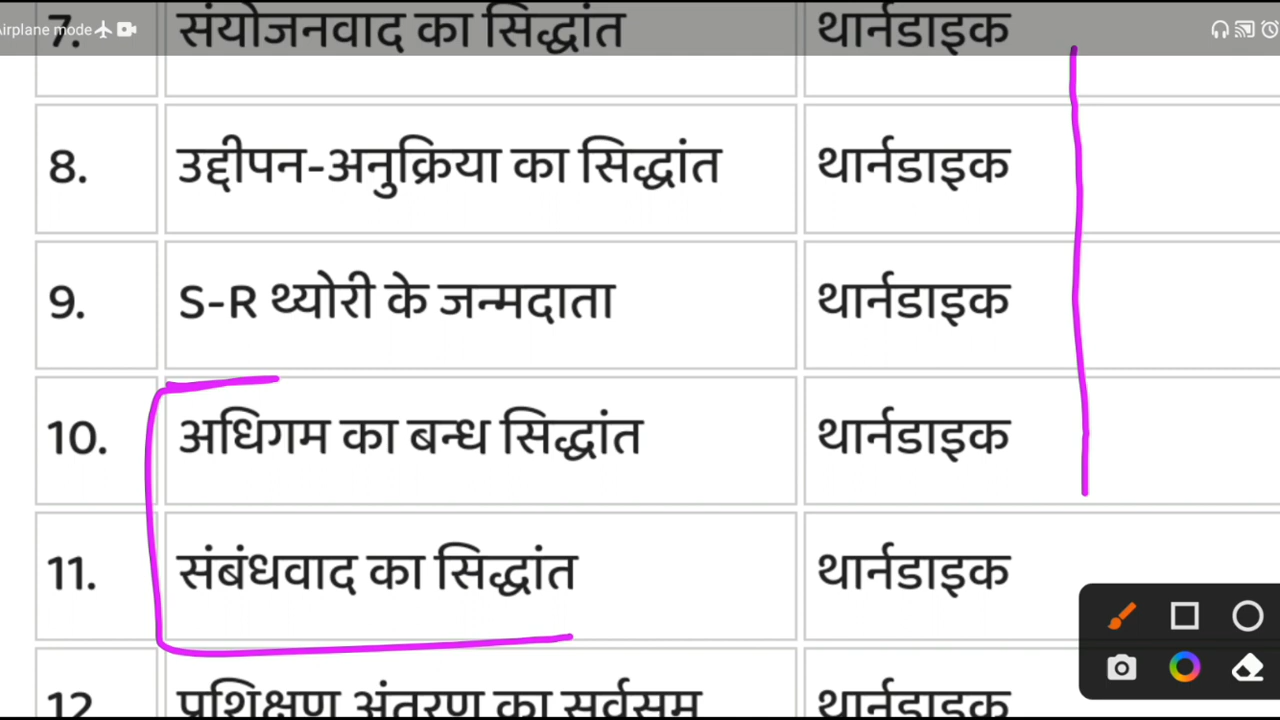 Airplane mode
7. संयोजनवाद का सिद्धांत थार्नडाइक
8. उद्दीपन-अनुक्रिया का सिद्धांत थार्नडाइक
9. S-R थ्योरी के जन्मदाता थार्नडाइक
10. अधिगम का बन्ध सिद्धांत थार्नडाइक
11. संबंधवाद का सिद्धांत थार्नडाइक
12 प्रशिक्षण अंतरण का सर्वसम थार्नडाइक